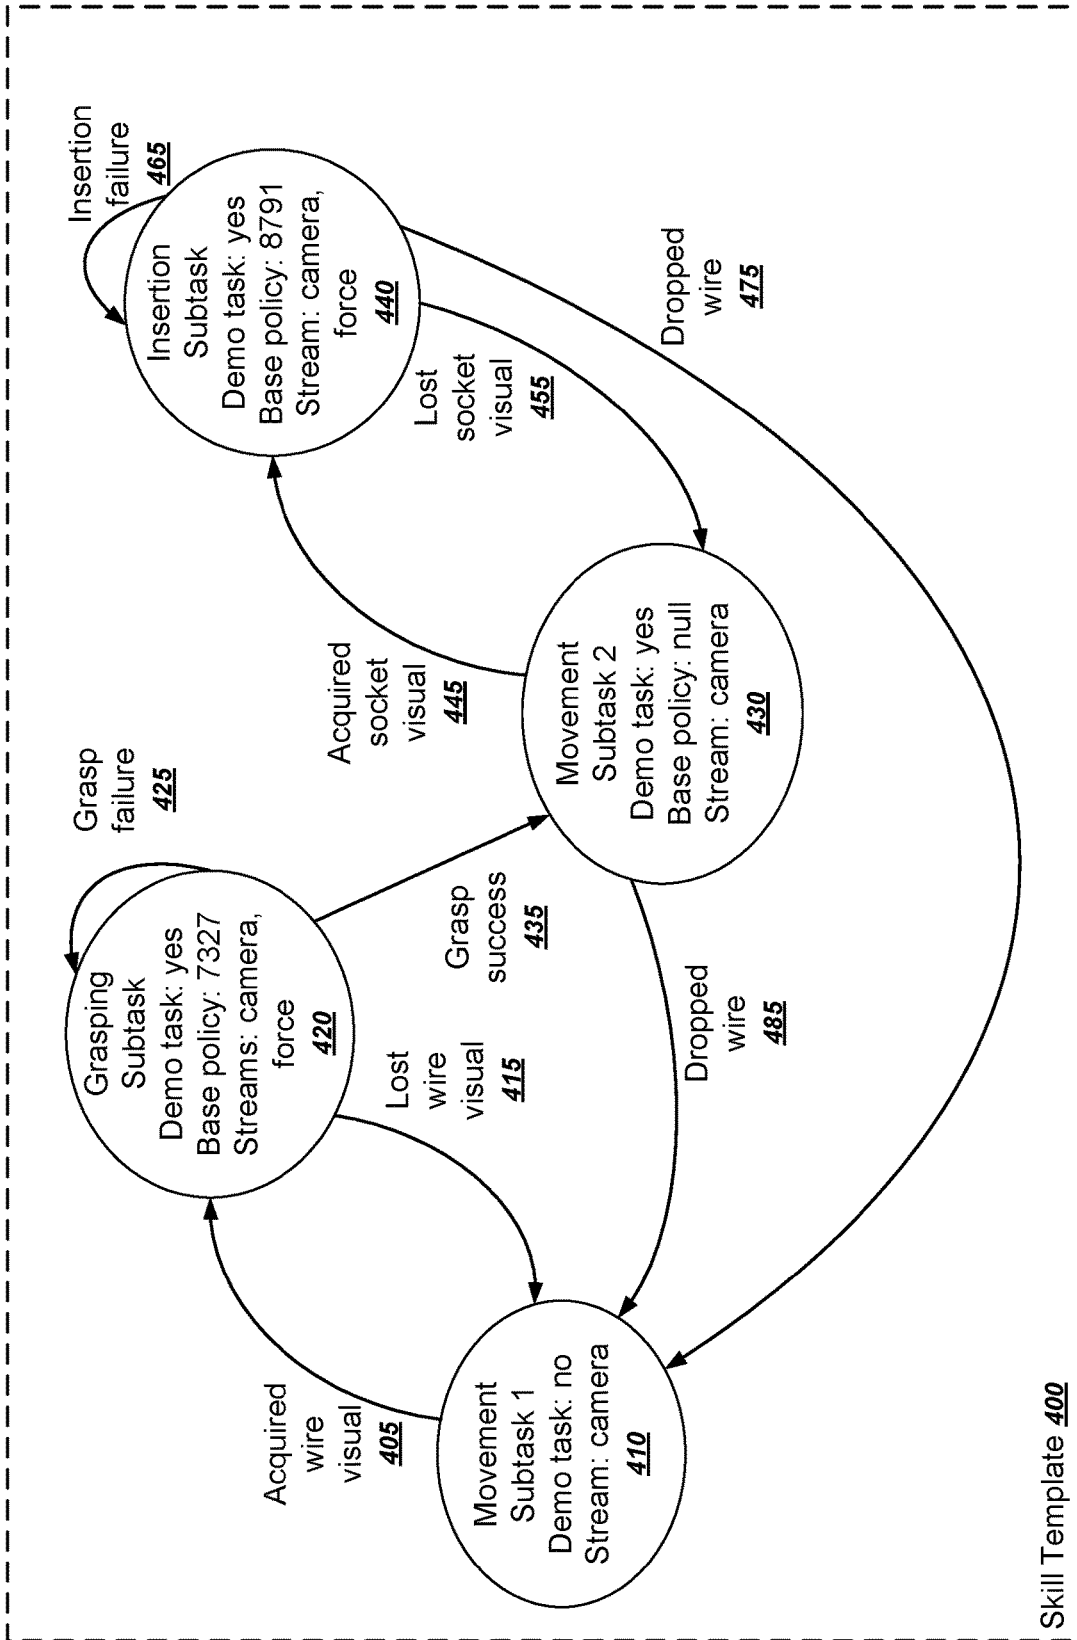 Grasp
failure
425
Insertion
failure
465
Grasping
Subtask
Demo task: yes
Base policy: 7327
Streams: camera,
force
420
Insertion
Subtask
Demo task: yes
Base policy: 8791
Stream: camera,
force
440
Acquired
wire
visual
405
Lost
wire
visual
415
Grasp
success
435
Acquired
socket
visual
445
Lost
socket
visual
455
Movement
Subtask 1
Demo task: no
Stream: camera
410
Movement
Subtask 2
Demo task: yes
Base policy: null
Stream: camera
430
Dropped
wire
485
Dropped
wire
475
Skill Template 400